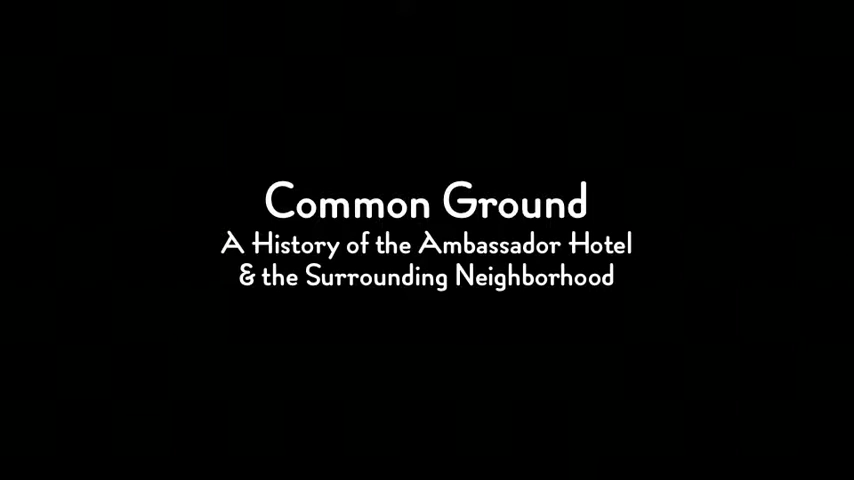 Common Ground
A History of the Ambassador Hotel
& the Surrounding Neighborhood